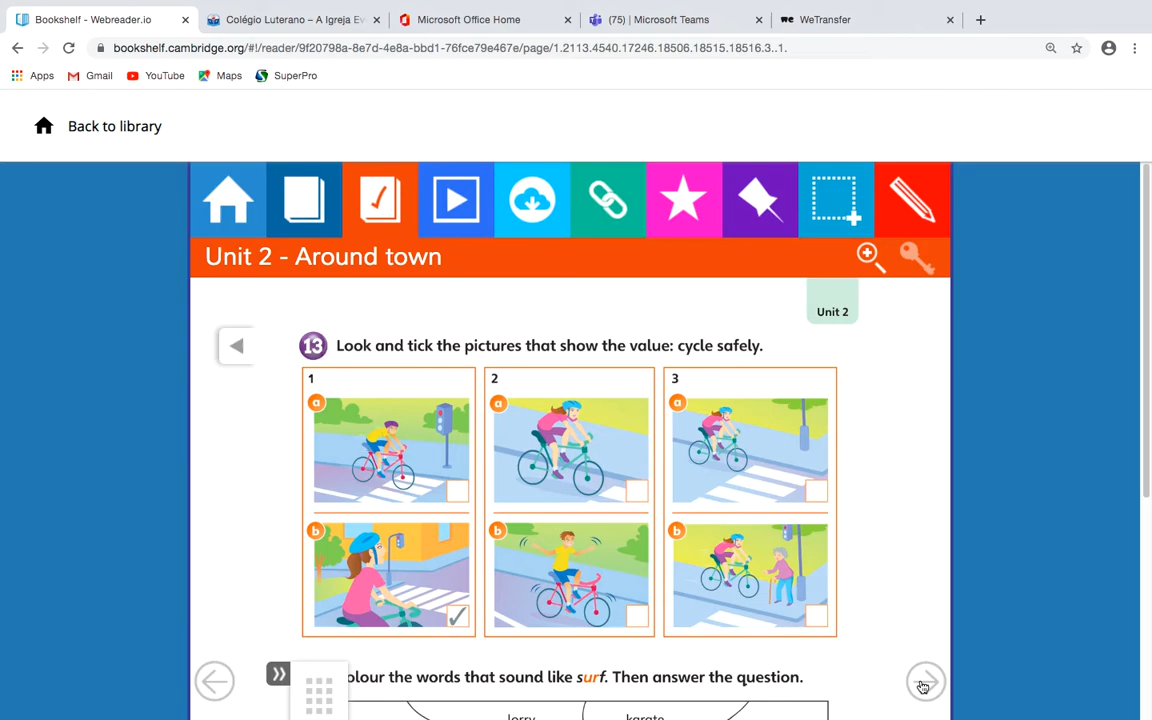 Bookshelf - Webreader.io
Colégio Luterano – A Igreja Ev
Microsoft Office Home
(75) | Microsoft Teams
we WeTransfer
bookshelf.cambridge.org/#!/reader/9f20798a-8e7d-4e8a-bbd1-76fce79e467e/page/1.2113.4540.17246.18506.18515.18516.3..1.
Apps Gmail YouTube Maps SuperPro
Back to library
Unit 2 - Around town
Unit 2
13 Look and tick the pictures that show the value: cycle safely.
1 2 3
a a a
b b b
olour the words that sound like surf. Then answer the question.
lorry karate